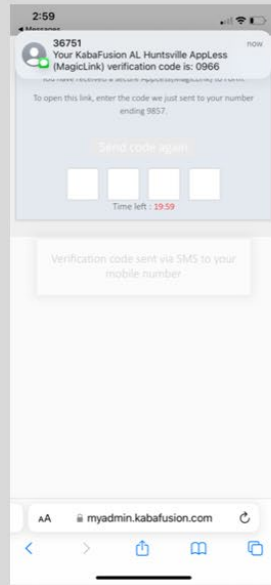 2:59
Messages
36751
now
Your KabaFusion AL Huntsville AppLess
(MagicLink) verification code is: 0966
You have received a secure AppLess(MagicLink) to Form.
To open this link, enter the code we just sent to your number
ending 9857.
Send code again
Time left : 19:59
Verification code sent via SMS to your
mobile number
AA
myadmin.kabafusion.com